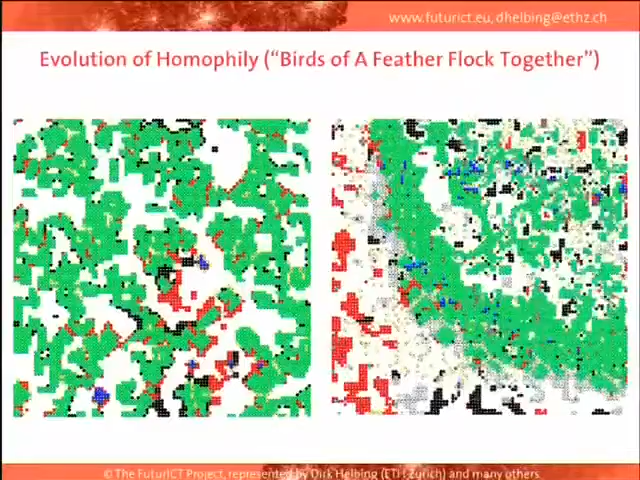 www.futurict.eu, dhelbing@ethz.ch
Evolution of Homophily (“Birds of A Feather Flock Together”)
© The FuturICT Project, represented by Dirk Helbing (ETH Zurich) and many others